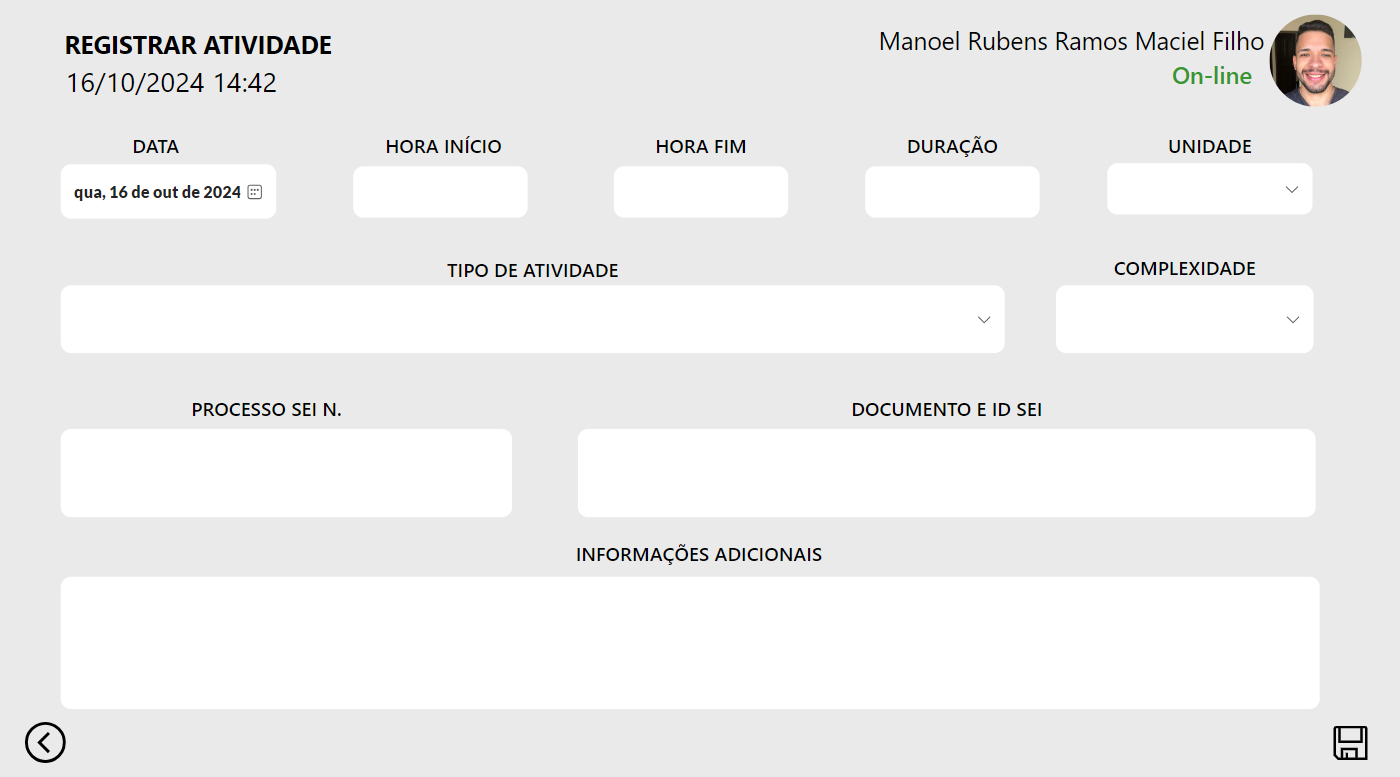 REGISTRAR ATIVIDADE
16/10/2024 14:42
Manoel Rubens Ramos Maciel Filho
On-line
DATA
HORA INÍCIO
HORA FIM
DURAÇÃO
UNIDADE
qua, 16 de out de 2024
TIPO DE ATIVIDADE
COMPLEXIDADE
PROCESSO SEI N.
DOCUMENTO E ID SEI
INFORMAÇÕES ADICIONAIS